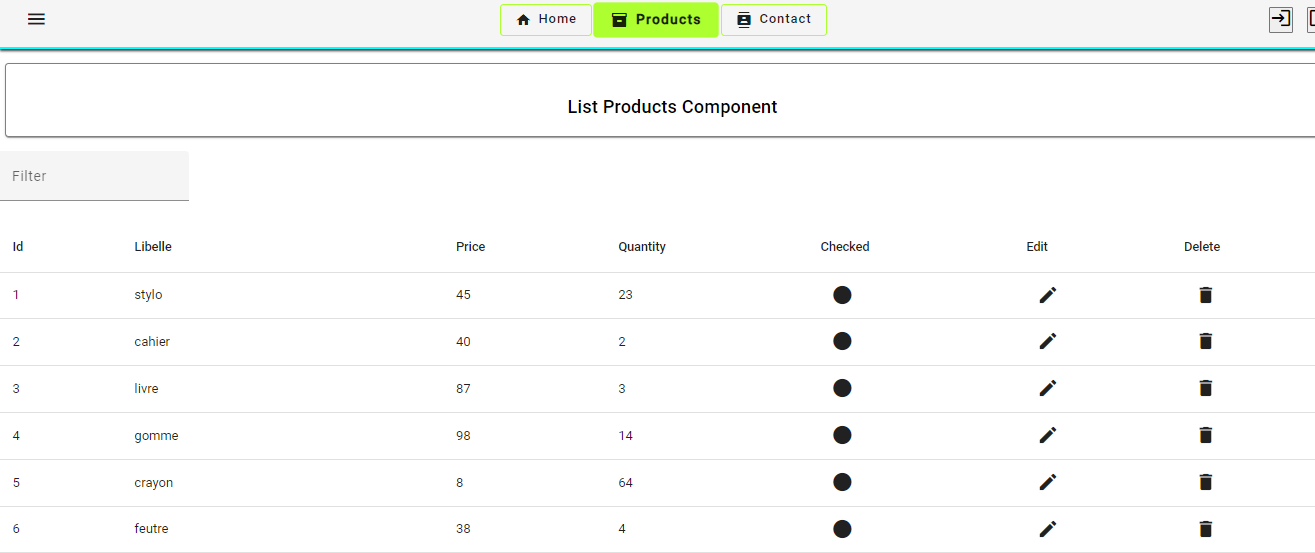 Home Products Contact
List Products Component
Filter
Id Libelle Price Quantity Checked Edit Delete
1 stylo 45 23
2 cahier 40 2
3 livre 87 3
4 gomme 98 14
5 crayon 8 64
6 feutre 38 4